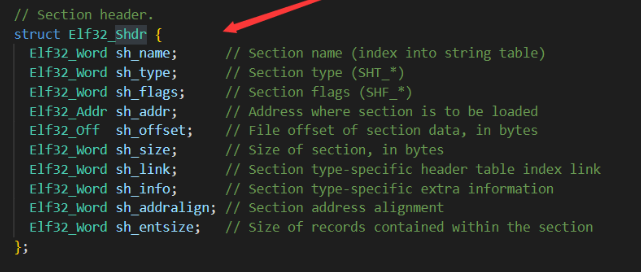 // Section header.
struct Elf32_Shdr {
  Elf32_Word sh_name;      // Section name (index into string table)
  Elf32_Word sh_type;      // Section type (SHT_*)
  Elf32_Word sh_flags;     // Section flags (SHF_*)
  Elf32_Addr sh_addr;      // Address where section is to be loaded
  Elf32_Off  sh_offset;    // File offset of section data, in bytes
  Elf32_Word sh_size;      // Size of section, in bytes
  Elf32_Word sh_link;      // Section type-specific header table index link
  Elf32_Word sh_info;      // Section type-specific extra information
  Elf32_Word sh_addralign; // Section address alignment
  Elf32_Word sh_entsize;   // Size of records contained within the section
};